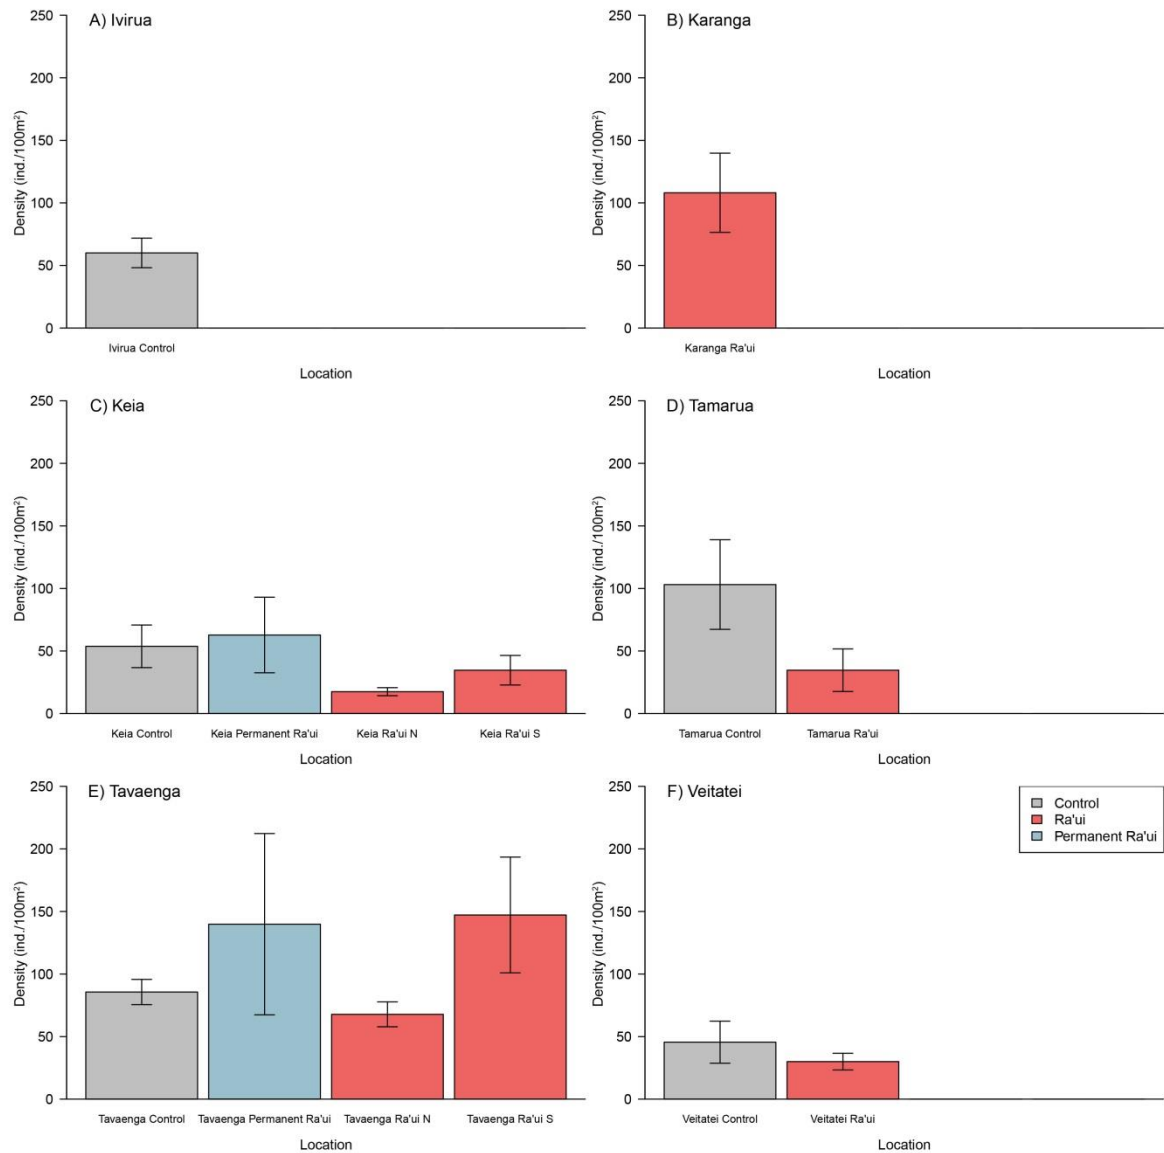 A) Ivirua
250
200
150
100
50
0
Density (ind./100m²)
Ivirua Control
Location
B) Karanga
250
200
150
100
50
0
Density (ind./100m²)
Karanga Ra'ui
Location
C) Keia
250
200
150
100
50
0
Density (ind./100m²)
Keia Control Keia Permanent Ra'ui Keia Ra'ui N Keia Ra'ui S
Location
D) Tamarua
250
200
150
100
50
0
Density (ind./100m²)
Tamarua Control Tamarua Ra'ui
Location
E) Tavaenga
250
200
150
100
50
0
Density (ind./100m²)
Tavaenga Control Tavaenga Permanent Ra'ui Tavaenga Ra'ui N Tavaenga Ra'ui S
Location
F) Veitatei
250
200
150
100
50
0
Density (ind./100m²)
Control
Ra'ui
Permanent Ra'ui
Veitatei Control Veitatei Ra'ui
Location